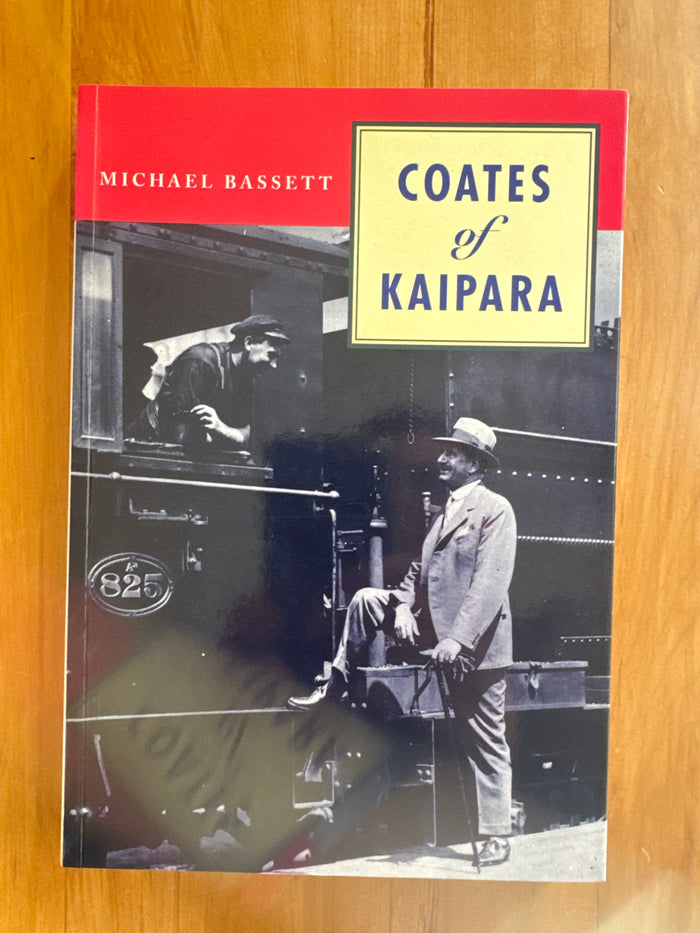 MICHAEL BASSETT
COATES
of
KAIPARA
825